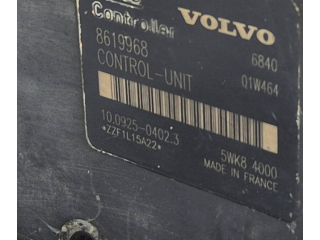 Controller VOLVO
8619968 6840
CONTROL-UNIT 01W464
10.0925-0402.3 5WK8 4000
*ZZF1L15A22* MADE IN FRANCE